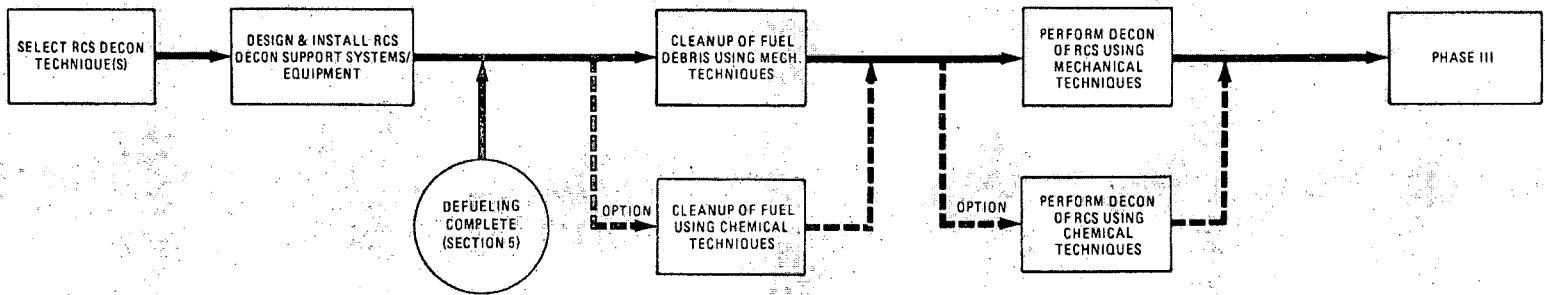 SELECT RCS DECON
TECHNIQUE(S)
DESIGN & INSTALL RCS
DECON SUPPORT SYSTEMS/
EQUIPMENT
DEFUELING
COMPLETE
(SECTION 5)
CLEANUP OF FUEL
DEBRIS USING MECH.
TECHNIQUES
OPTION
CLEANUP OF FUEL
USING CHEMICAL
TECHNIQUES
PERFORM DECON
OF RCS USING
MECHANICAL
TECHNIQUES
OPTION
PERFORM DECON
OF RCS USING
CHEMICAL
TECHNIQUES
PHASE III